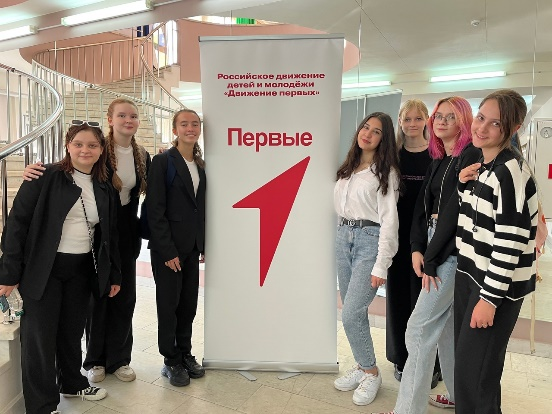 Российское движение
детей и молодёжи
«Движение первых»
Первые